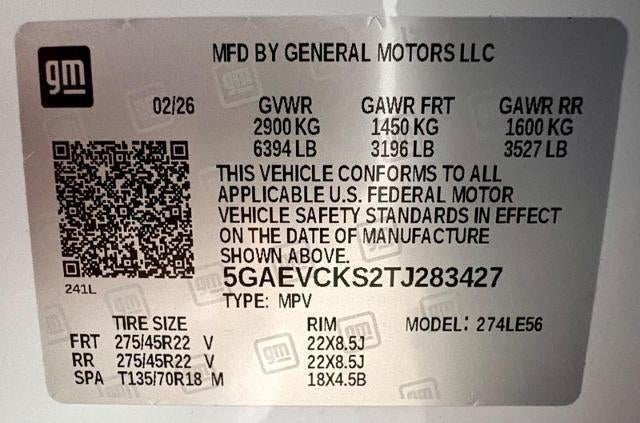 gm
MFD BY GENERAL MOTORS LLC
02/26 GVWR GAWR FRT GAWR RR
2900 KG 1450 KG 1600 KG
6394 LB 3196 LB 3527 LB
THIS VEHICLE CONFORMS TO ALL
APPLICABLE U.S. FEDERAL MOTOR
VEHICLE SAFETY STANDARDS IN EFFECT
ON THE DATE OF MANUFACTURE
SHOWN ABOVE.
241L
5GAEVCKS2TJ283427
TYPE: MPV
TIRE SIZE RIM MODEL: 274LE56
FRT 275/45R22 V 22X8.5J
RR 275/45R22 V 22X8.5J
SPA T135/70R18 M 18X4.5B